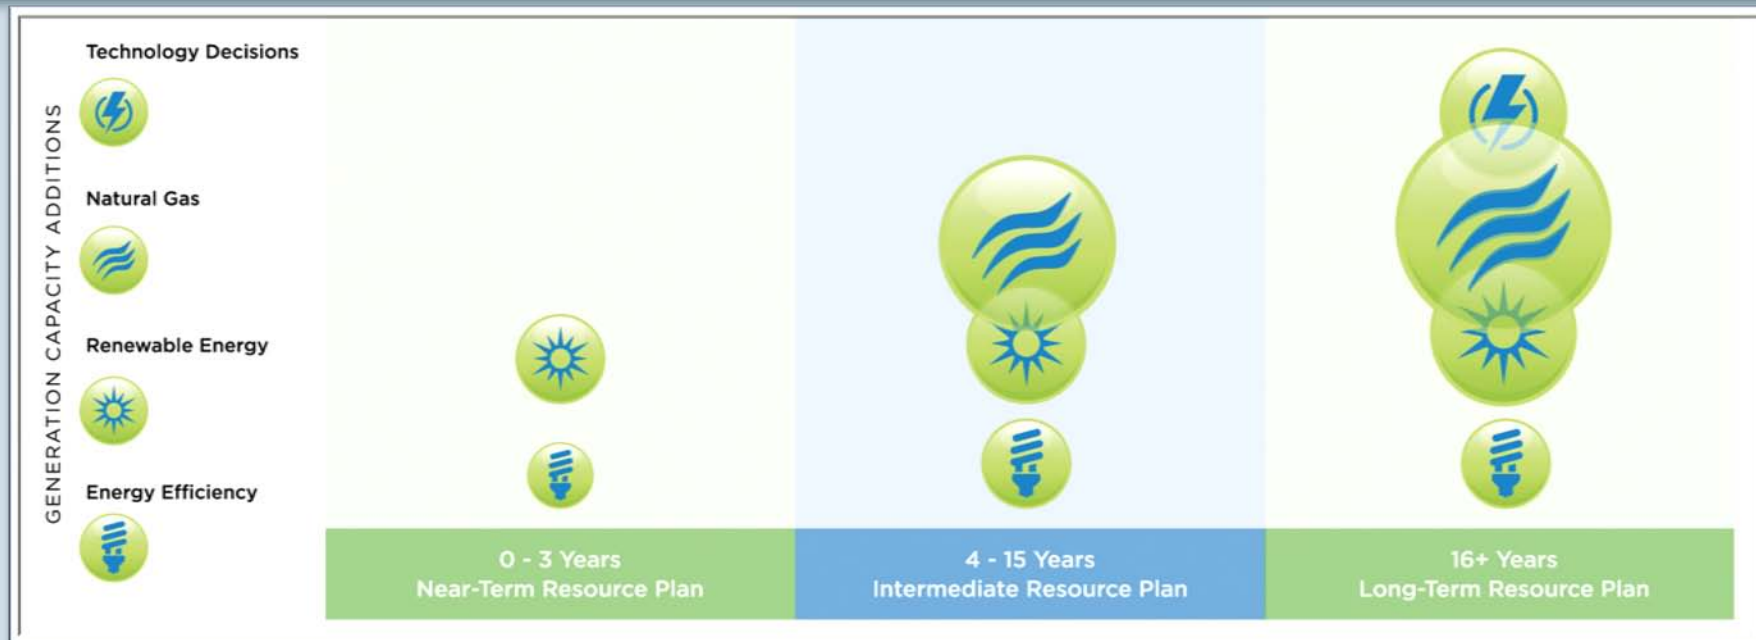 GENERATION CAPACITY ADDITIONS
Technology Decisions
Natural Gas
Renewable Energy
Energy Efficiency
0 - 3 Years
Near-Term Resource Plan
4 - 15 Years
Intermediate Resource Plan
16+ Years
Long-Term Resource Plan